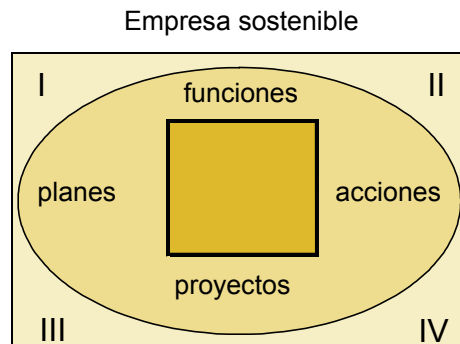 Empresa sostenible
I II
funciones
planes acciones
proyectos
III IV